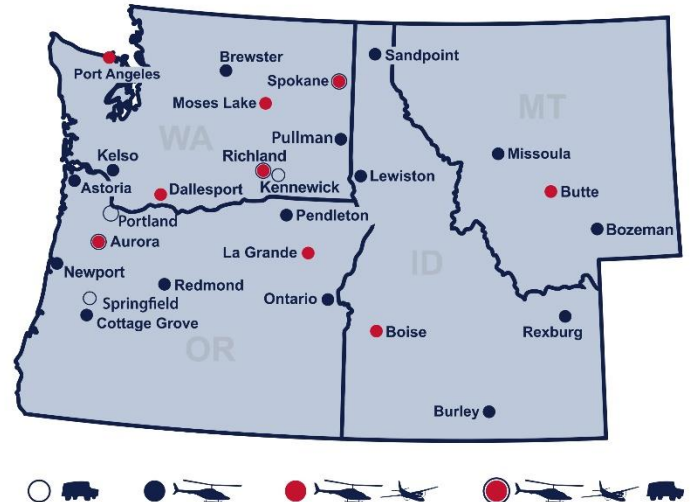 Port Angeles
Brewster
Spokane
Sandpoint
MT
Moses Lake
WA
Pullman
Missoula
Kelso
Richland
Kennewick
Lewiston
Astoria
Dallesport
Butte
Portland
Pendleton
Bozeman
Aurora
La Grande
ID
Newport
Redmond
Springfield
Ontario
Cottage Grove
Boise
Rexburg
OR
Burley